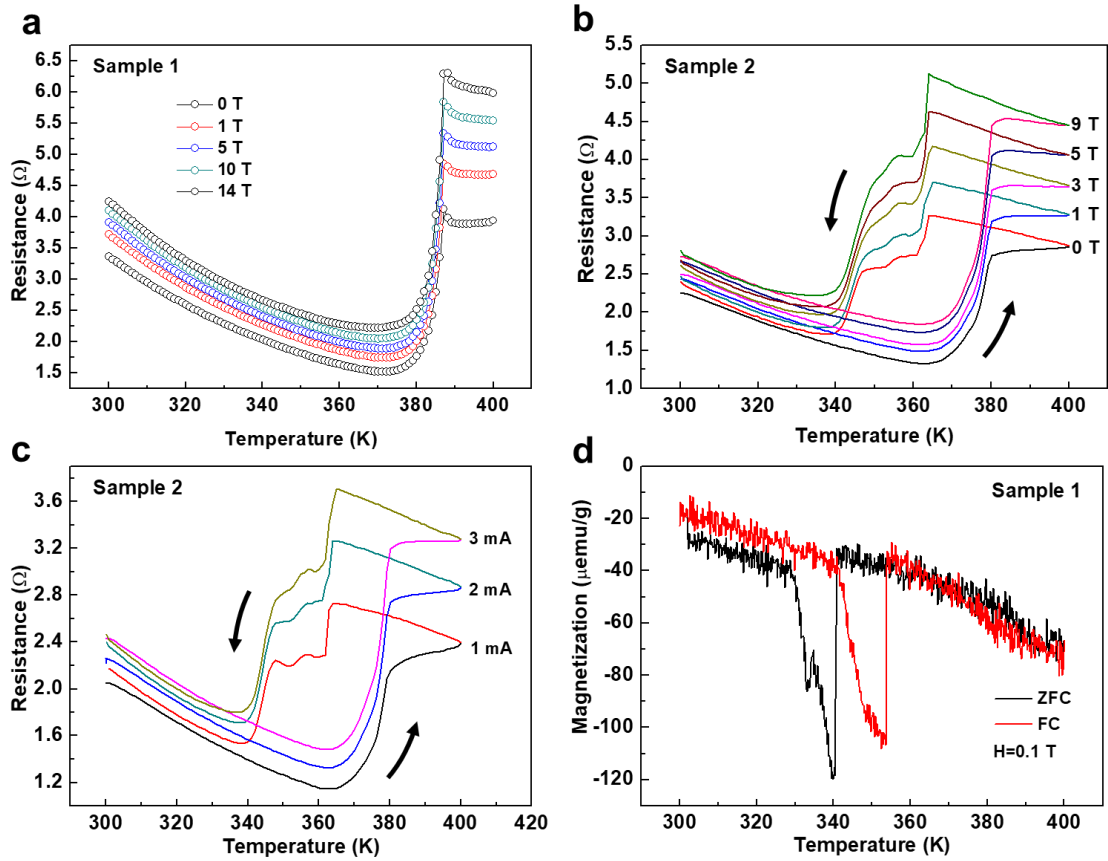 a
Sample 1
0 T
1 T
5 T
10 T
14 T
6.5
6.0
5.5
5.0
4.5
4.0
3.5
3.0
2.5
2.0
1.5
Resistance (Ω)
300 320 340 360 380 400
Temperature (K)
b
Sample 2
9 T
5 T
3 T
1 T
0 T
5.0
4.5
4.0
3.5
3.0
2.5
2.0
1.5
1.0
Resistance (Ω)
300 320 340 360 380 400
Temperature (K)
c
Sample 2
3 mA
2 mA
1 mA
3.6
3.2
2.8
2.4
2.0
1.6
1.2
Resistance (Ω)
300 320 340 360 380 400 420
Temperature (K)
d
Sample 1
0
-20
-40
-60
-80
-100
-120
Magnetization (μemu/g)
ZFC
FC
H=0.1 T
300 320 340 360 380 400
Temperature (K)